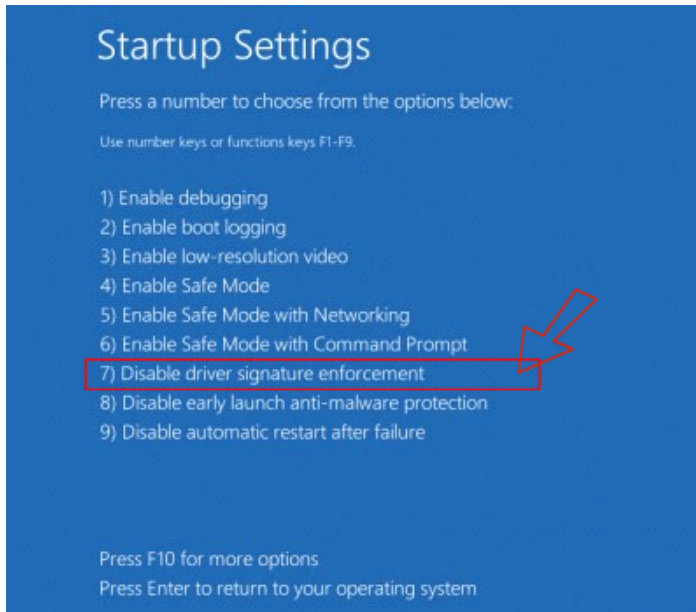 Startup Settings
Press a number to choose from the options below:
Use number keys or functions keys F1-F9.
1) Enable debugging
2) Enable boot logging
3) Enable low-resolution video
4) Enable Safe Mode
5) Enable Safe Mode with Networking
6) Enable Safe Mode with Command Prompt
7) Disable driver signature enforcement
8) Disable early launch anti-malware protection
9) Disable automatic restart after failure
Press F10 for more options
Press Enter to return to your operating system